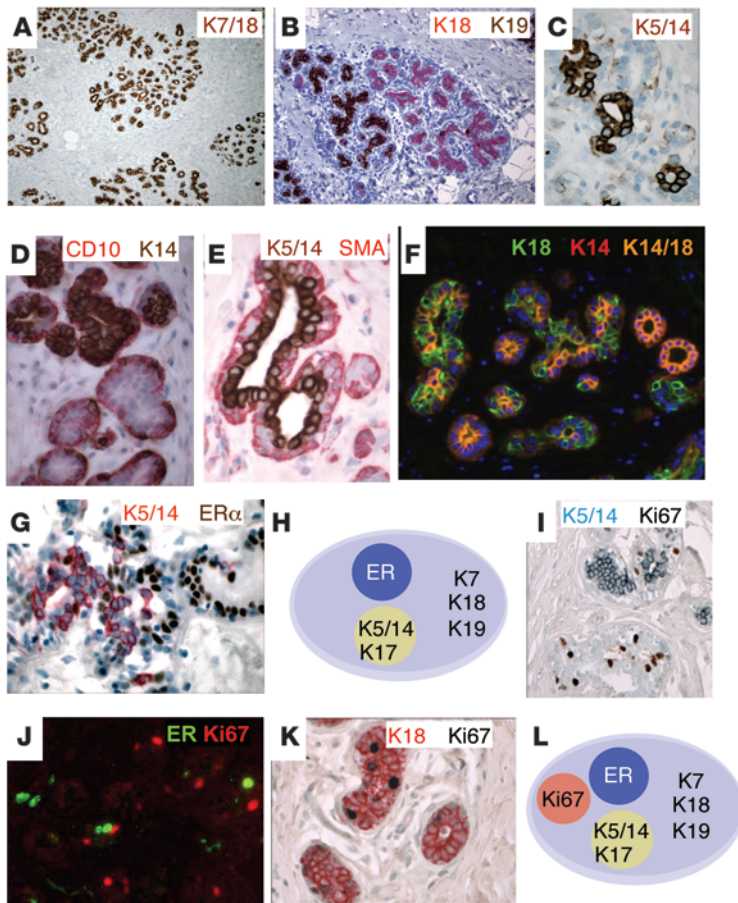 A K7/18
B K18 K19
C K5/14
D CD10 K14
E K5/14 SMA
F K18 K14 K14/18
G K5/14 ERα
H
ER
K7
K18
K19
K5/14
K17
I K5/14 Ki67
J ER Ki67
K K18 Ki67
L
Ki67
ER
K7
K18
K19
K5/14
K17